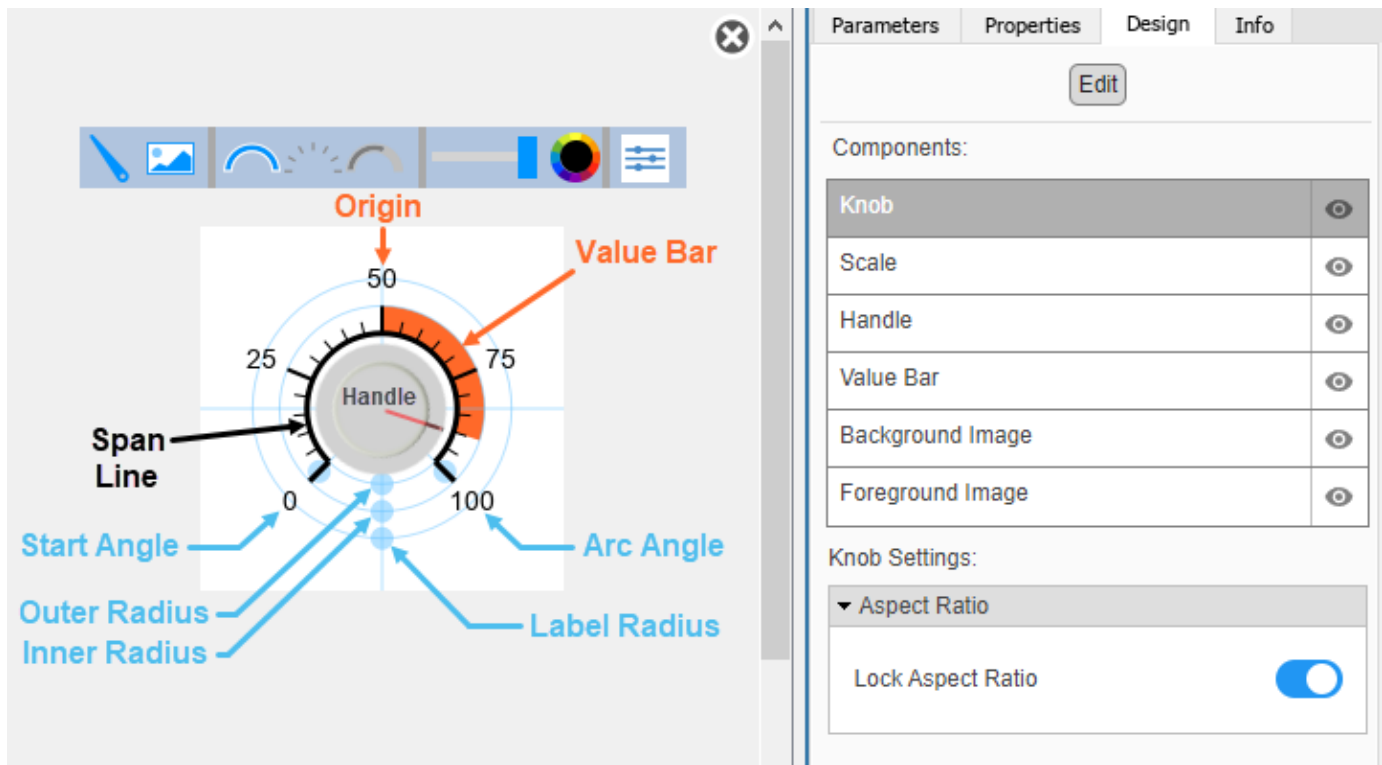 Parameters
Properties
Design
Info
Edit
Components:
Knob
Scale
Handle
Value Bar
Background Image
Foreground Image
Knob Settings:
Aspect Ratio
Lock Aspect Ratio
Origin
Value Bar
50
25
75
Handle
Span
Line
0
100
Start Angle
Arc Angle
Outer Radius
Label Radius
Inner Radius